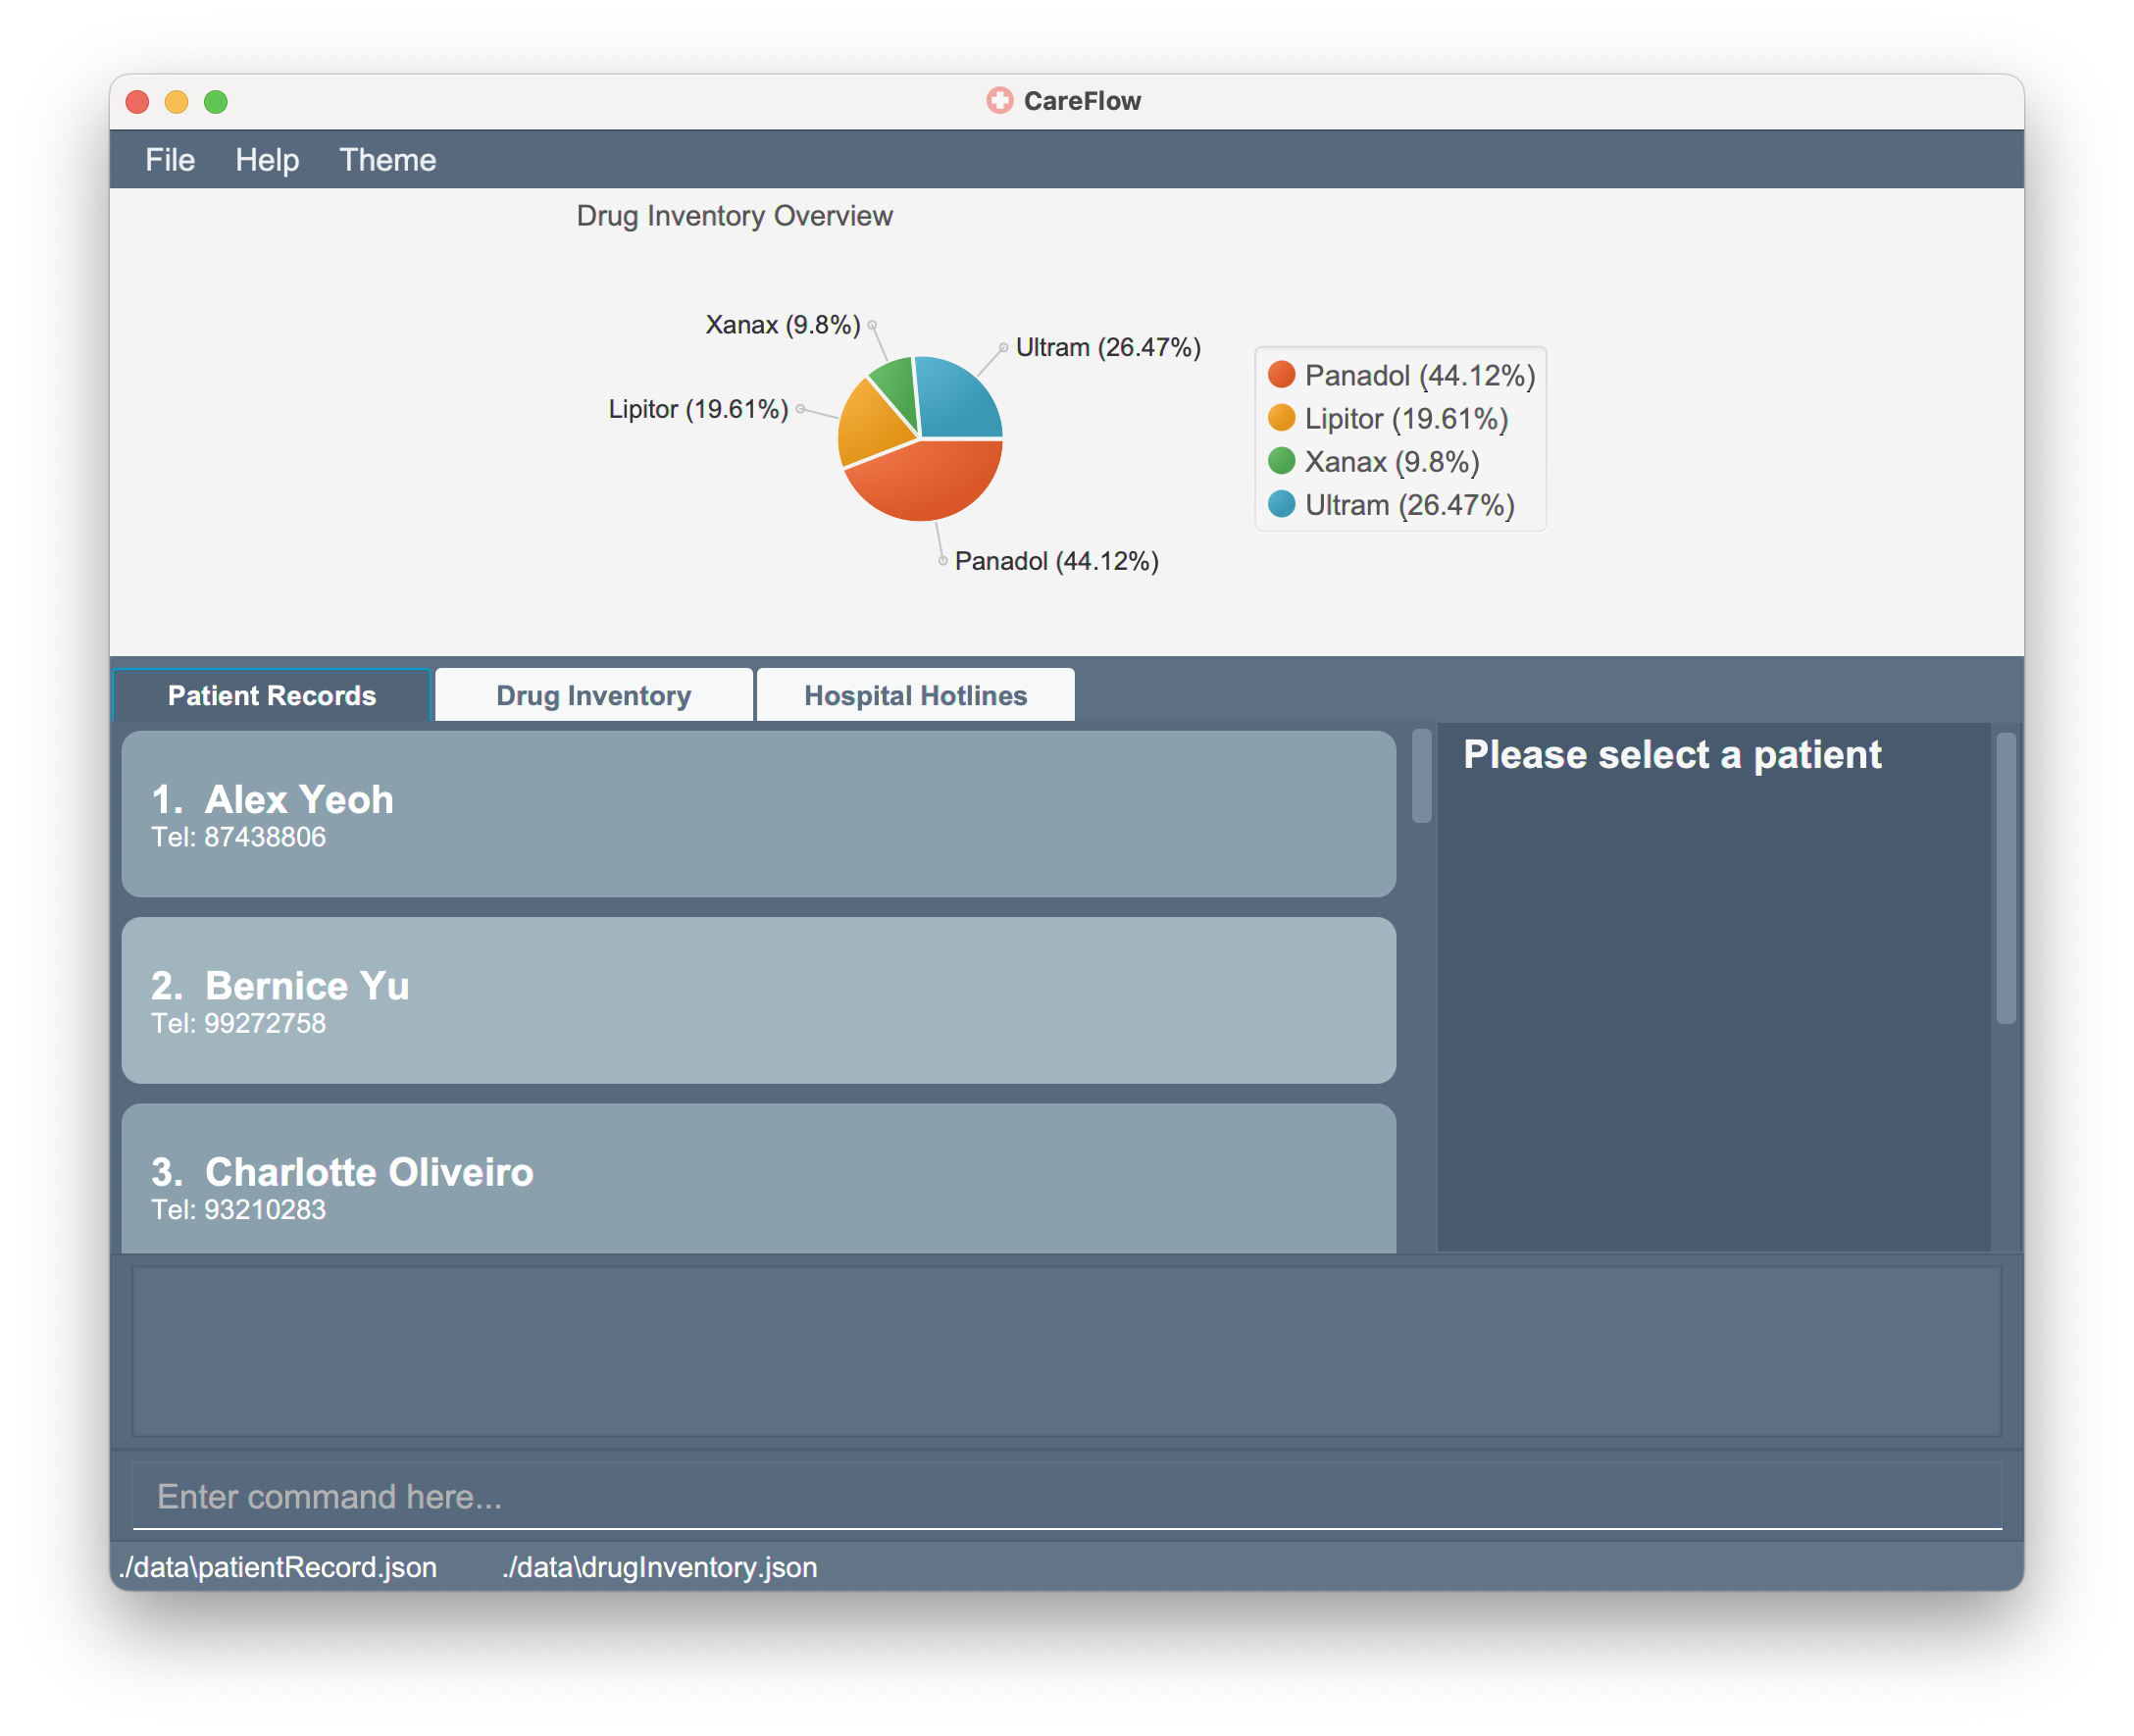 CareFlow
File Help Theme
Drug Inventory Overview
Xanax (9.8%)
Ultram (26.47%)
Lipitor (19.61%)
Panadol (44.12%)
Panadol (44.12%)
Lipitor (19.61%)
Xanax (9.8%)
Ultram (26.47%)
Patient Records
Drug Inventory
Hospital Hotlines
1. Alex Yeoh
Tel: 87438806
2. Bernice Yu
Tel: 99272758
3. Charlotte Oliveiro
Tel: 93210283
Please select a patient
Enter command here...
./data\patientRecord.json
./data\drugInventory.json